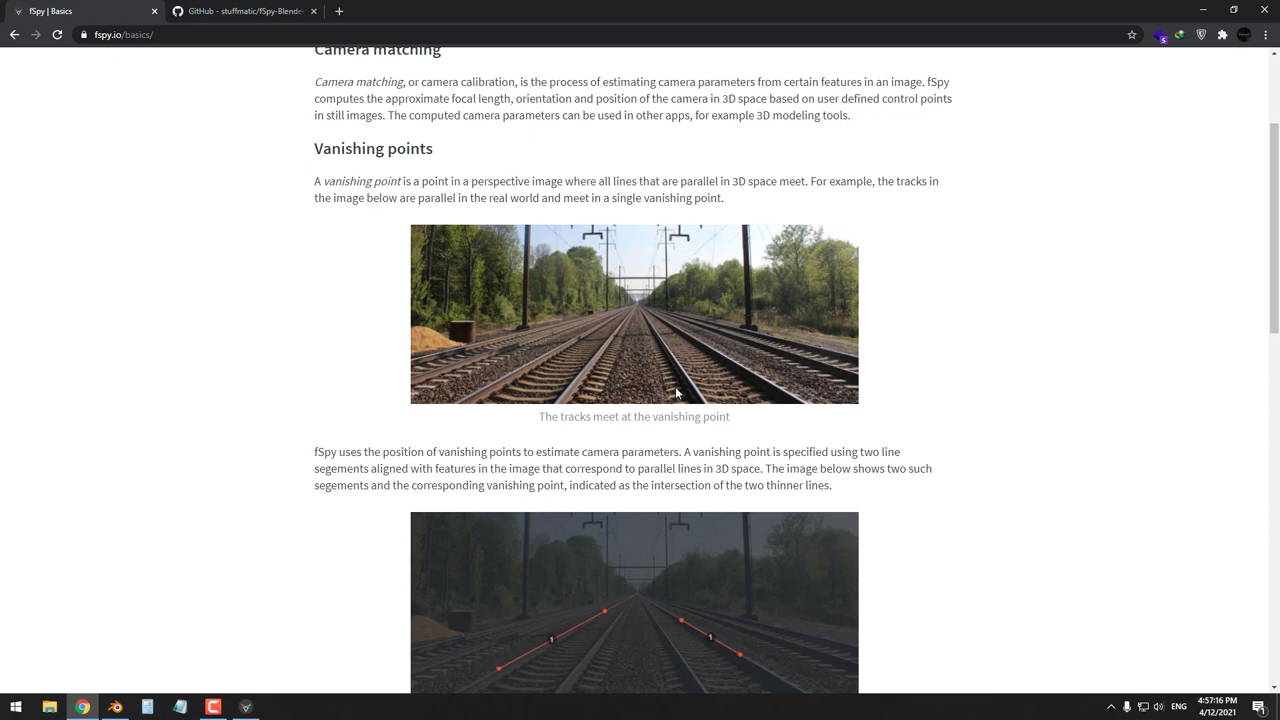 fSpy | Basics
GitHub - stuffmatic/fSpy-Blende
fspy.io/basics/
Camera matching
Camera matching, or camera calibration, is the process of estimating camera parameters from certain features in an image. fSpy
computes the approximate focal length, orientation and position of the camera in 3D space based on user defined control points
in still images. The computed camera parameters can be used in other apps, for example 3D modeling tools.
Vanishing points
A vanishing point is a point in a perspective image where all lines that are parallel in 3D space meet. For example, the tracks in
the image below are parallel in the real world and meet in a single vanishing point.
The tracks meet at the vanishing point
fSpy uses the position of vanishing points to estimate camera parameters. A vanishing point is specified using two line
segements aligned with features in the image that correspond to parallel lines in 3D space. The image below shows two such
segements and the corresponding vanishing point, indicated as the intersection of the two thinner lines.
1 1
ENG
4:57:16 PM
4/12/2021